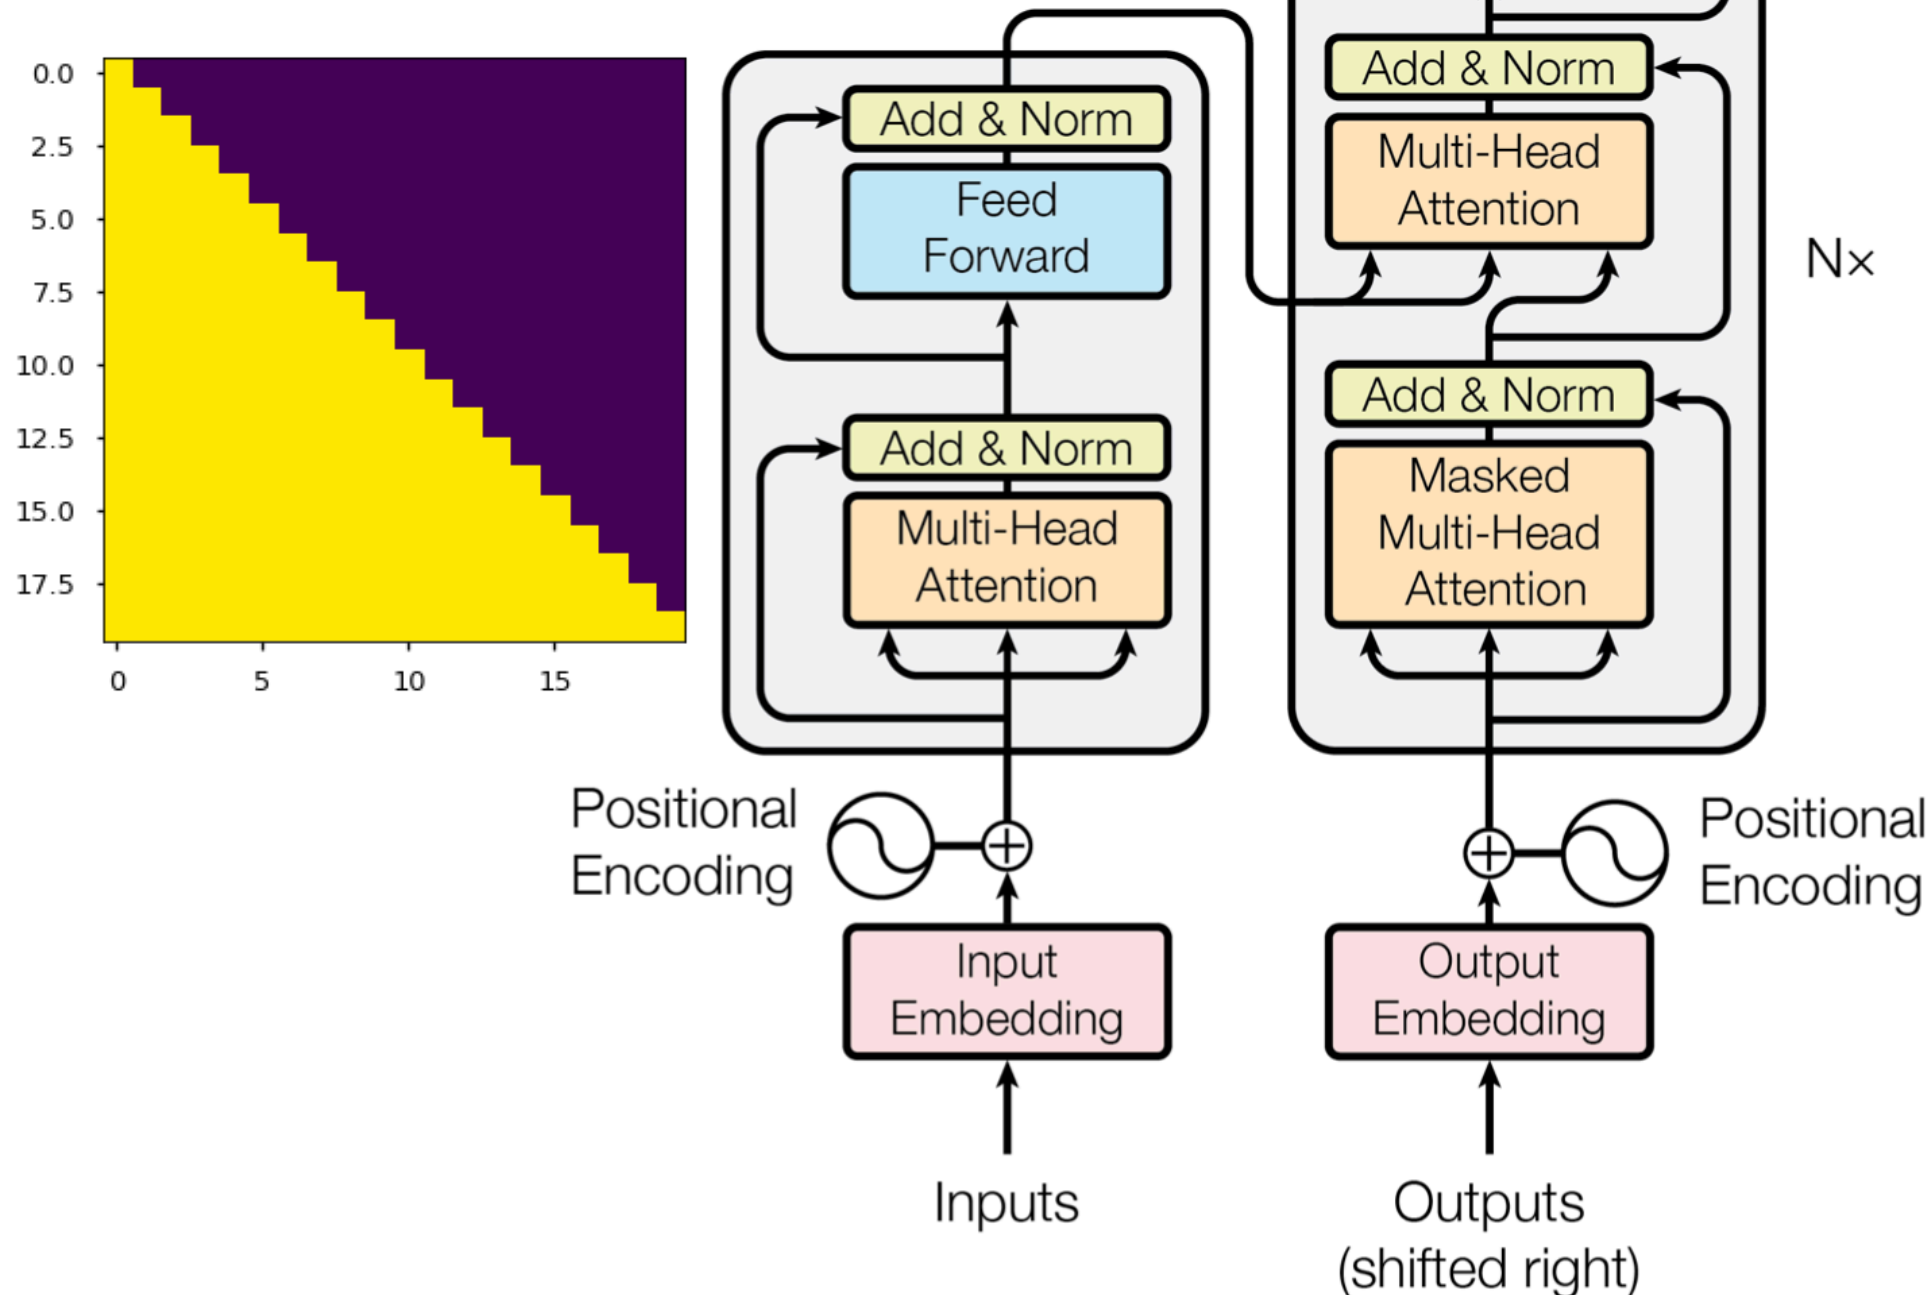 0.0
2.5
5.0
7.5
10.0
12.5
15.0
17.5
0 5 10 15
Add & Norm
Feed
Forward
Add & Norm
Multi-Head
Attention
Positional
Encoding
Input
Embedding
Inputs
Add & Norm
Multi-Head
Attention
N×
Add & Norm
Masked
Multi-Head
Attention
Positional
Encoding
Output
Embedding
Outputs
(shifted right)